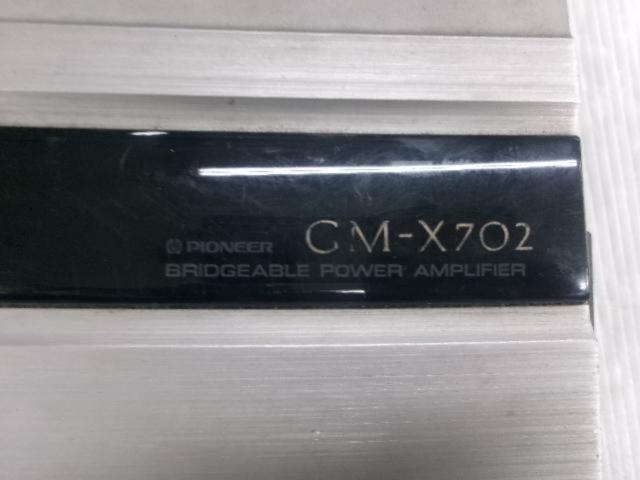 PIONEER GM-X702
BRIDGEABLE POWER AMPLIFIER